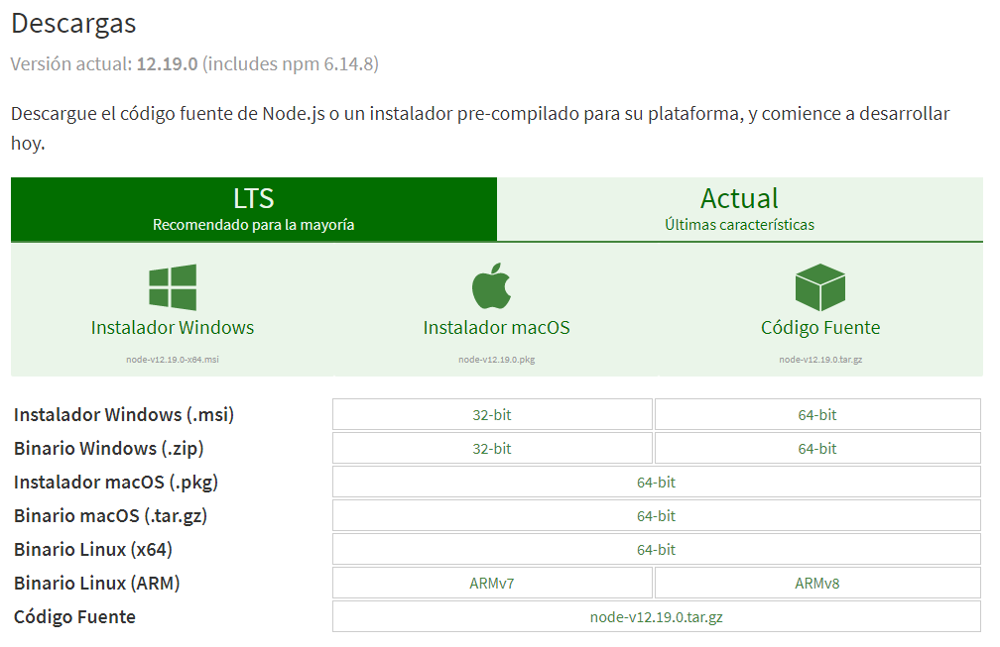 Descargas
Versión actual: 12.19.0 (includes npm 6.14.8)
Descargue el código fuente de Node.js o un instalador pre-compilado para su plataforma, y comience a desarrollar
hoy.
LTS
Recomendado para la mayoría
Actual
Últimas características
Instalador Windows
node-v12.19.0-x64.msi
Instalador macOS
node-v12.19.0.pkg
Código Fuente
node-v12.19.0.tar.gz
Instalador Windows (.msi) 32-bit 64-bit
Binario Windows (.zip) 32-bit 64-bit
Instalador macOS (.pkg) 64-bit
Binario macOS (.tar.gz) 64-bit
Binario Linux (x64) 64-bit
Binario Linux (ARM) ARMv7 ARMv8
Código Fuente node-v12.19.0.tar.gz